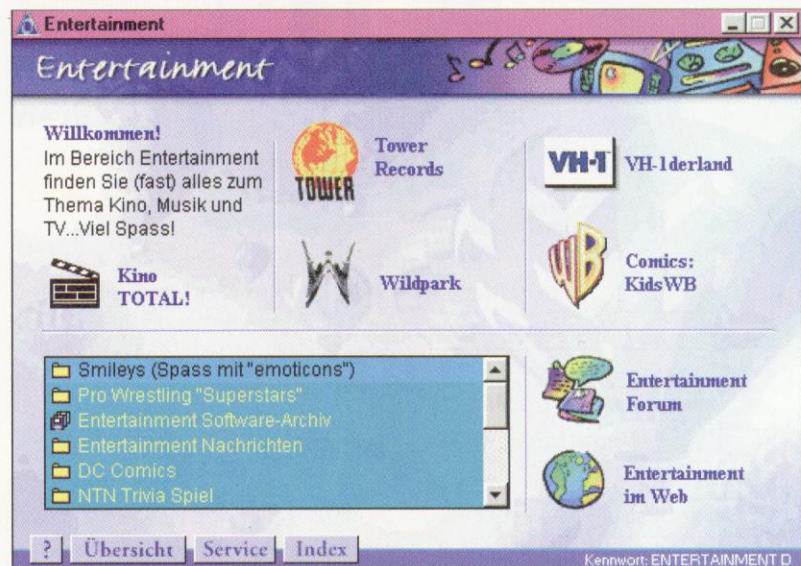 Entertainment
Entertainment
Willkommen!
Im Bereich Entertainment
finden Sie (fast) alles zum
Thema Kino, Musik und
TV...Viel Spass!
Kino
TOTAL!
TOWER
Tower
Records
Wildpark
VH-1
VH-1derland
WB
Comics:
KidsWB
Smileys (Spass mit "emoticons")
Pro Wrestling "Superstars"
Entertainment Software-Archiv
Entertainment Nachrichten
DC Comics
NTN Trivia Spiel
Entertainment
Forum
Entertainment
im Web
? Übersicht Service Index
Kennwort: ENTERTAINMENT D